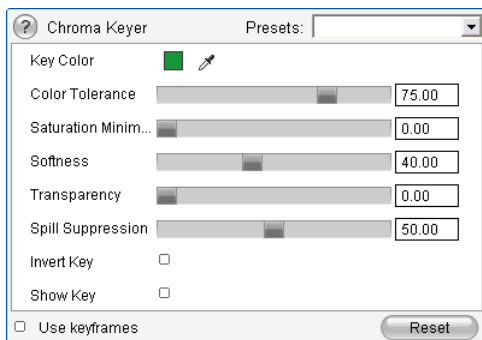 ? Chroma Keyer Presets:
Key Color
Color Tolerance 75.00
Saturation Minim... 0.00
Softness 40.00
Transparency 0.00
Spill Suppression 50.00
Invert Key
Show Key
Use keyframes Reset